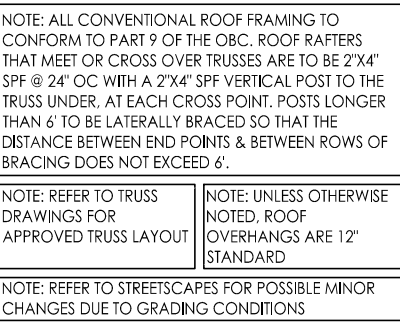 NOTE: ALL CONVENTIONAL ROOF FRAMING TO
CONFORM TO PART 9 OF THE OBC. ROOF RAFTERS
THAT MEET OR CROSS OVER TRUSSES ARE TO BE 2"X4"
SPF @ 24" OC WITH A 2"X4" SPF VERTICAL POST TO THE
TRUSS UNDER, AT EACH CROSS POINT. POSTS LONGER
THAN 6' TO BE LATERALLY BRACED SO THAT THE
DISTANCE BETWEEN END POINTS & BETWEEN ROWS OF
BRACING DOES NOT EXCEED 6'.
NOTE: REFER TO TRUSS
DRAWINGS FOR
APPROVED TRUSS LAYOUT
NOTE: UNLESS OTHERWISE
NOTED, ROOF
OVERHANGS ARE 12"
STANDARD
NOTE: REFER TO STREETSCAPES FOR POSSIBLE MINOR
CHANGES DUE TO GRADING CONDITIONS